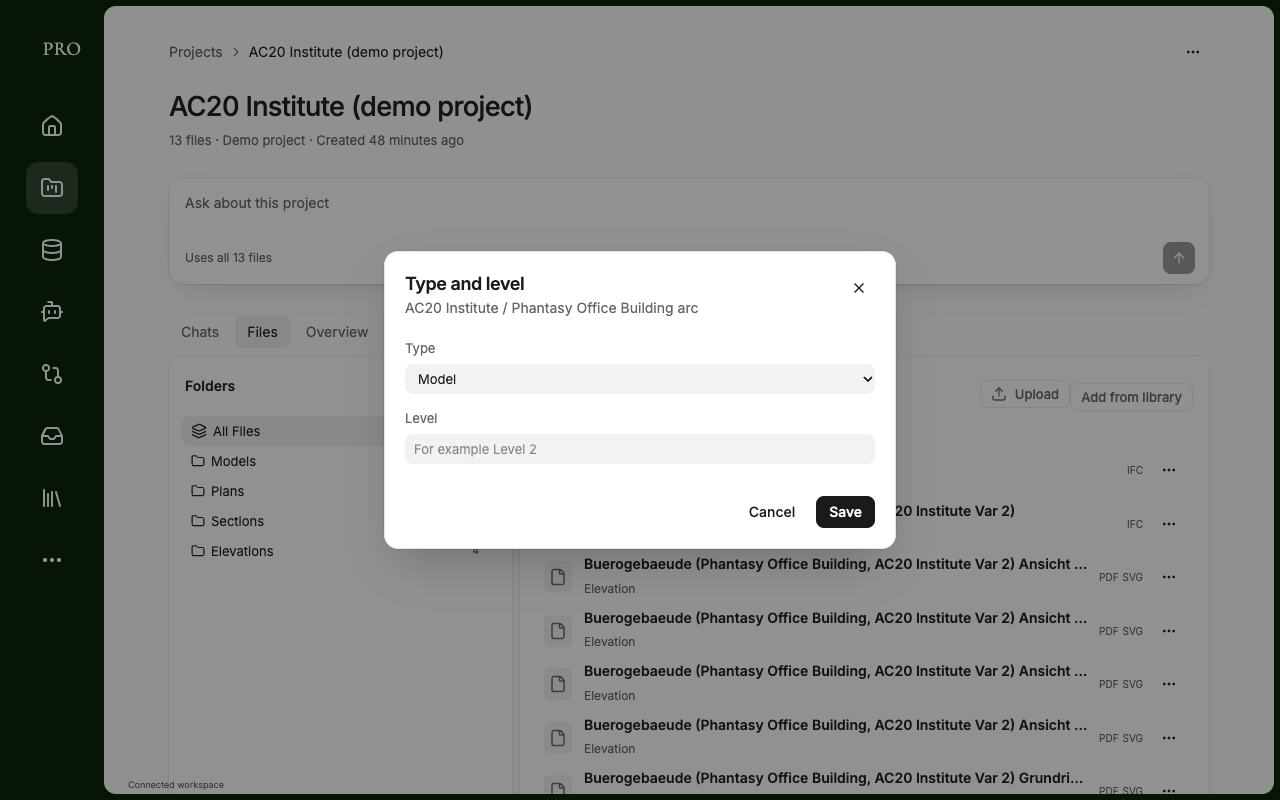 PRO
Projects > AC20 Institute (demo project)
AC20 Institute (demo project)
13 files · Demo project · Created 48 minutes ago
Ask about this project
Uses all 13 files
Chats Files Overview
Folders
All Files
Models
Plans
Sections
Elevations
Type and level
AC20 Institute / Phantasy Office Building arc
Type
Model
Level
For example Level 2
Cancel Save
Upload Add from library
IFC
20 Institute Var 2)
IFC
Buerogebaeude (Phantasy Office Building, AC20 Institute Var 2) Ansicht ...
Elevation
PDF SVG
Buerogebaeude (Phantasy Office Building, AC20 Institute Var 2) Ansicht ...
Elevation
PDF SVG
Buerogebaeude (Phantasy Office Building, AC20 Institute Var 2) Ansicht ...
Elevation
PDF SVG
Buerogebaeude (Phantasy Office Building, AC20 Institute Var 2) Ansicht ...
Elevation
PDF SVG
Buerogebaeude (Phantasy Office Building, AC20 Institute Var 2) Grundri...
PDF SVG
Connected workspace